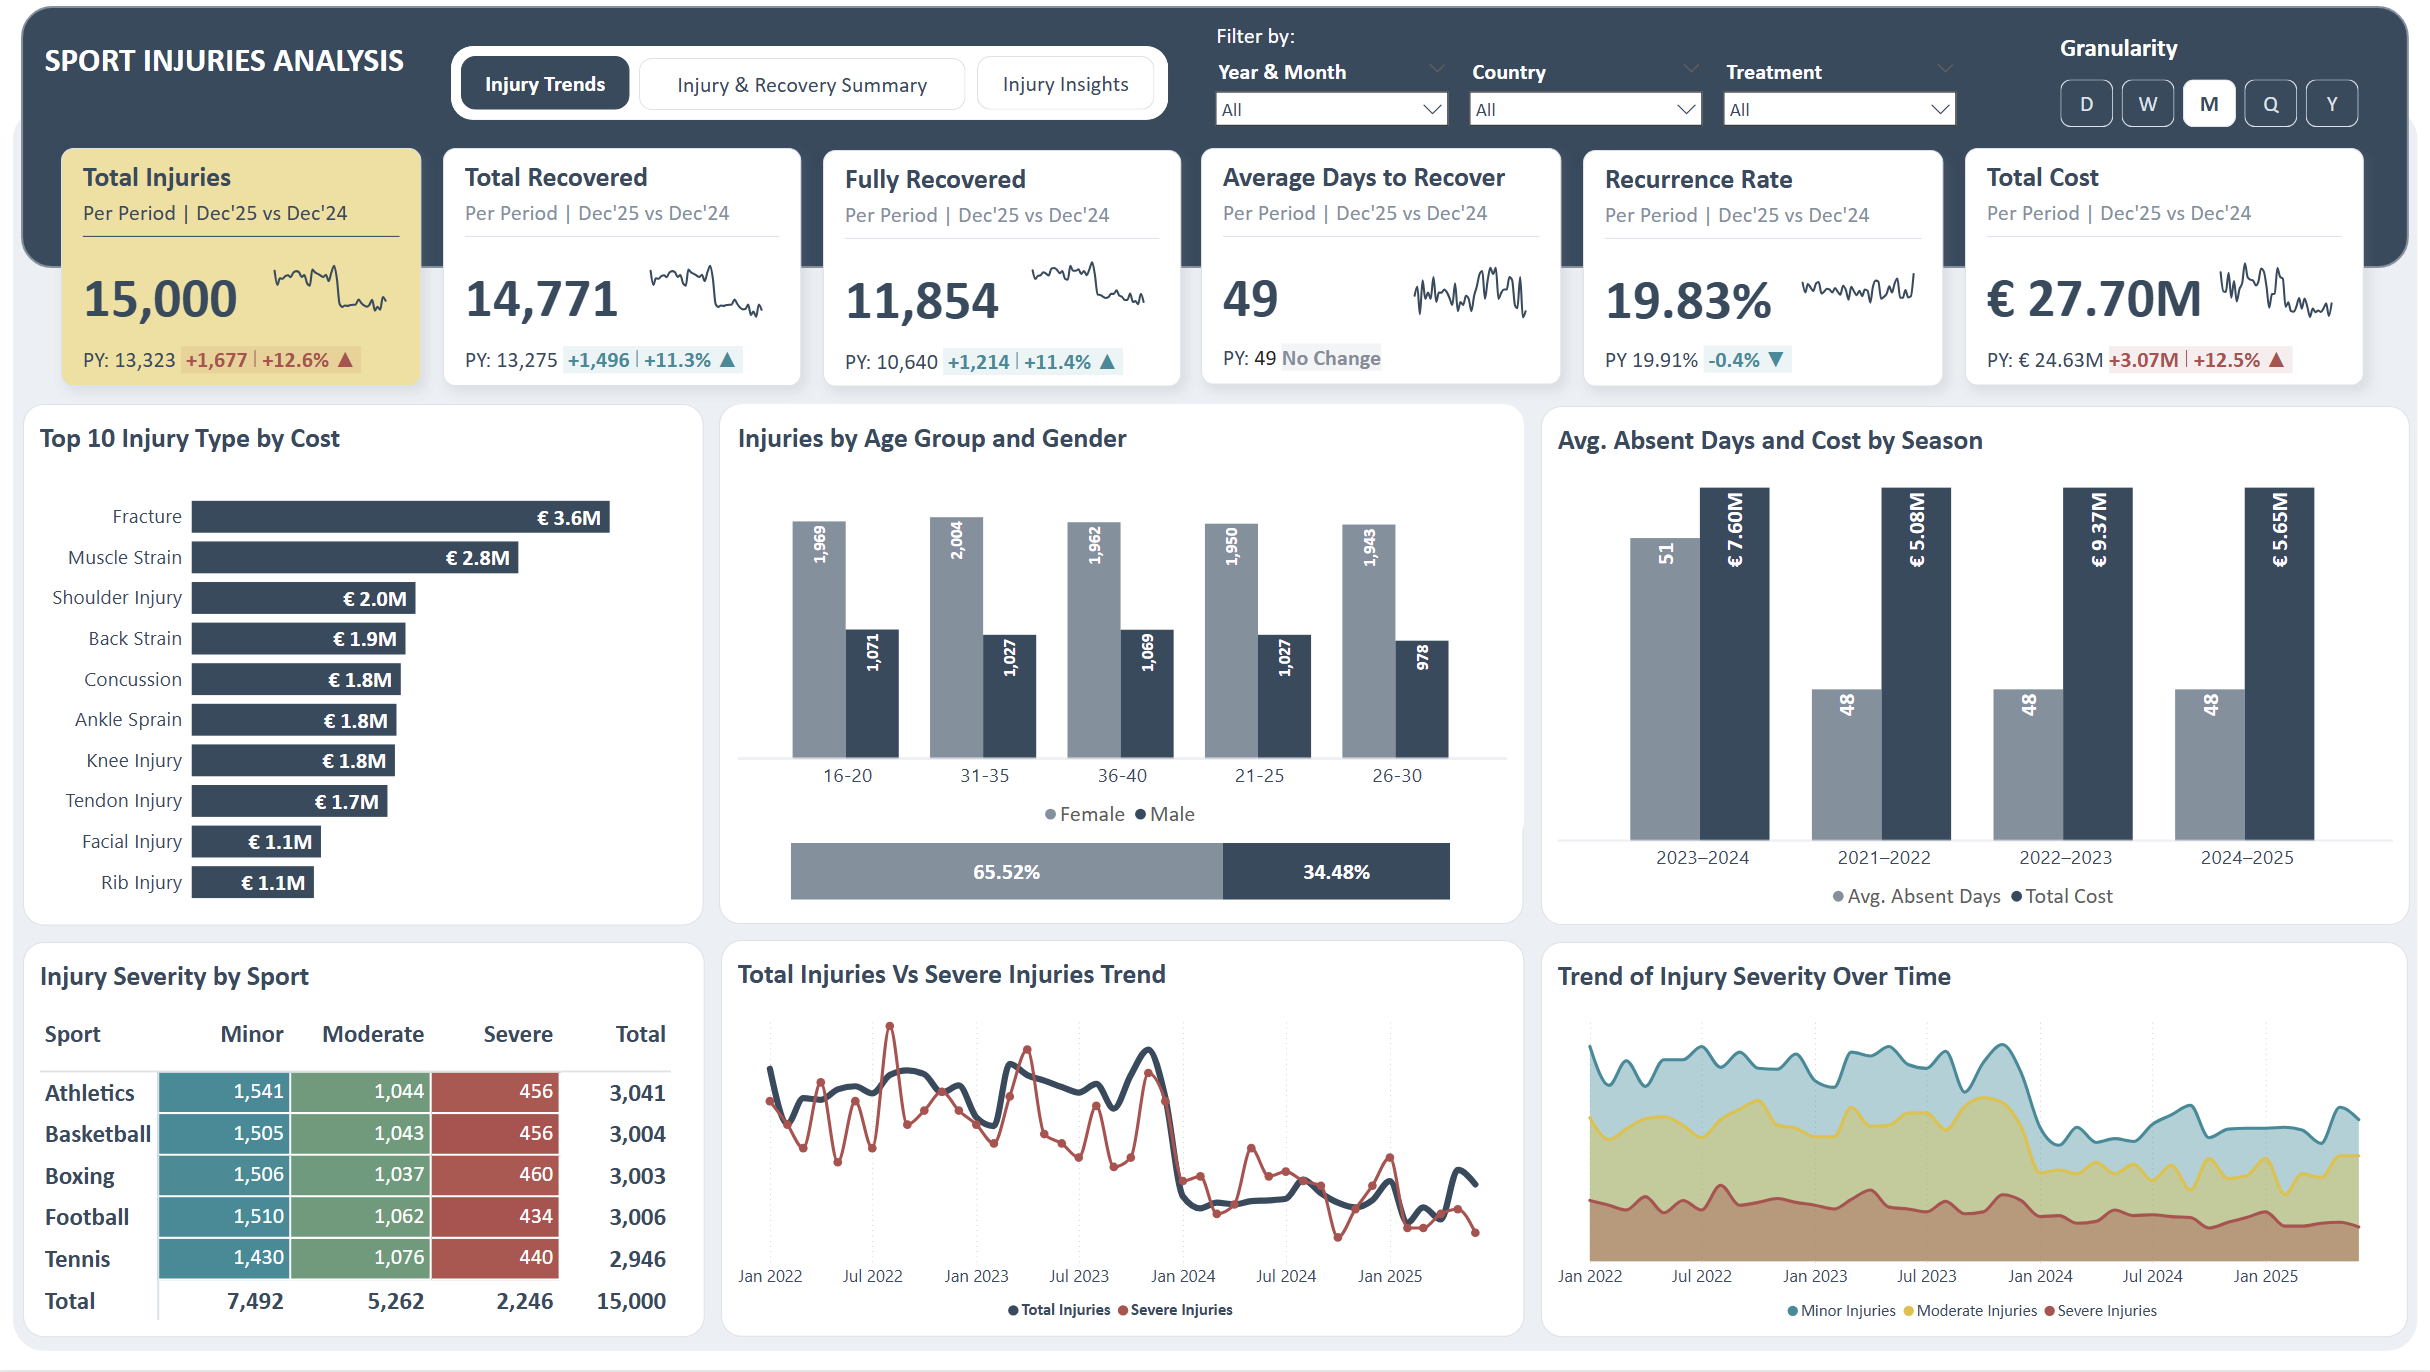 SPORT INJURIES ANALYSIS
Injury Trends
Injury & Recovery Summary
Injury Insights
Filter by:
Year & Month
All
Country
All
Treatment
All
Granularity
D W M Q Y
Total Injuries
Per Period | Dec'25 vs Dec'24
15,000
PY: 13,323 +1,677 | +12.6% ▲
Total Recovered
Per Period | Dec'25 vs Dec'24
14,771
PY: 13,275 +1,496 | +11.3% ▲
Fully Recovered
Per Period | Dec'25 vs Dec'24
11,854
PY: 10,640 +1,214 | +11.4% ▲
Average Days to Recover
Per Period | Dec'25 vs Dec'24
49
PY: 49 No Change
Recurrence Rate
Per Period | Dec'25 vs Dec'24
19.83%
PY 19.91% -0.4% ▼
Total Cost
Per Period | Dec'25 vs Dec'24
€ 27.70M
PY: € 24.63M +3.07M | +12.5% ▲
Top 10 Injury Type by Cost
Fracture € 3.6M
Muscle Strain € 2.8M
Shoulder Injury € 2.0M
Back Strain € 1.9M
Concussion € 1.8M
Ankle Sprain € 1.8M
Knee Injury € 1.8M
Tendon Injury € 1.7M
Facial Injury € 1.1M
Rib Injury € 1.1M
Injuries by Age Group and Gender
1,969 1,071 2,004 1,027 1,962 1,069 1,950 1,027 1,943 978
16-20 31-35 36-40 21-25 26-30
Female Male
65.52% 34.48%
Avg. Absent Days and Cost by Season
51 € 7.60M 48 € 5.08M 48 € 9.37M 48 € 5.65M
2023–2024 2021–2022 2022–2023 2024–2025
Avg. Absent Days Total Cost
Injury Severity by Sport
Sport Minor Moderate Severe Total
Athletics 1,541 1,044 456 3,041
Basketball 1,505 1,043 456 3,004
Boxing 1,506 1,037 460 3,003
Football 1,510 1,062 434 3,006
Tennis 1,430 1,076 440 2,946
Total 7,492 5,262 2,246 15,000
Total Injuries Vs Severe Injuries Trend
Jan 2022 Jul 2022 Jan 2023 Jul 2023 Jan 2024 Jul 2024 Jan 2025
Total Injuries Severe Injuries
Trend of Injury Severity Over Time
Jan 2022 Jul 2022 Jan 2023 Jul 2023 Jan 2024 Jul 2024 Jan 2025
Minor Injuries Moderate Injuries Severe Injuries